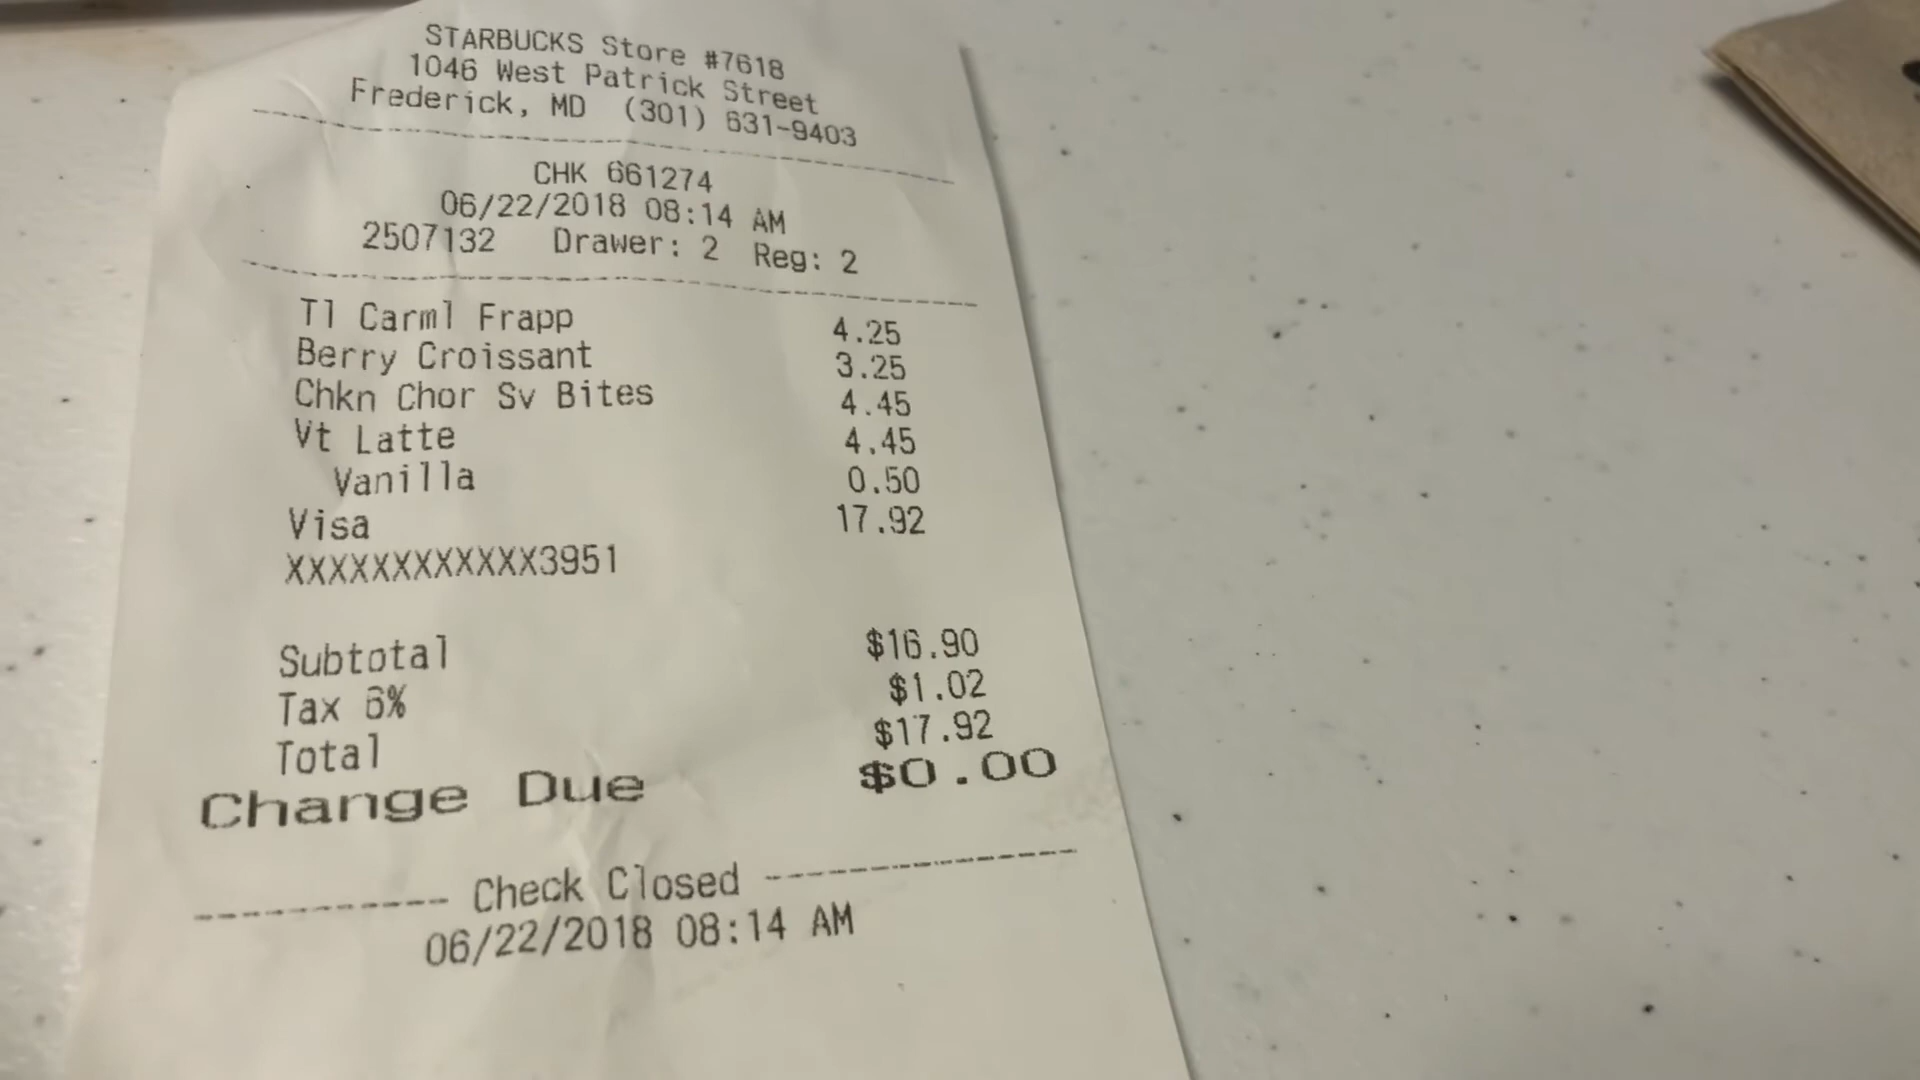 STARBUCKS Store #7618
1046 West Patrick Street
Frederick, MD (301) 631-9403
CHK 661274
06/22/2018 08:14 AM
2507132 Drawer: 2 Reg: 2
Tl Carml Frapp 4.25
Berry Croissant 3.25
Chkn Chor Sv Bites 4.45
Vt Latte 4.45
Vanilla 0.50
Visa 17.92
XXXXXXXXXXXX3951
Subtotal $16.90
Tax 6% $1.02
Total $17.92
Change Due $0.00
------------ Check Closed ----------------
06/22/2018 08:14 AM